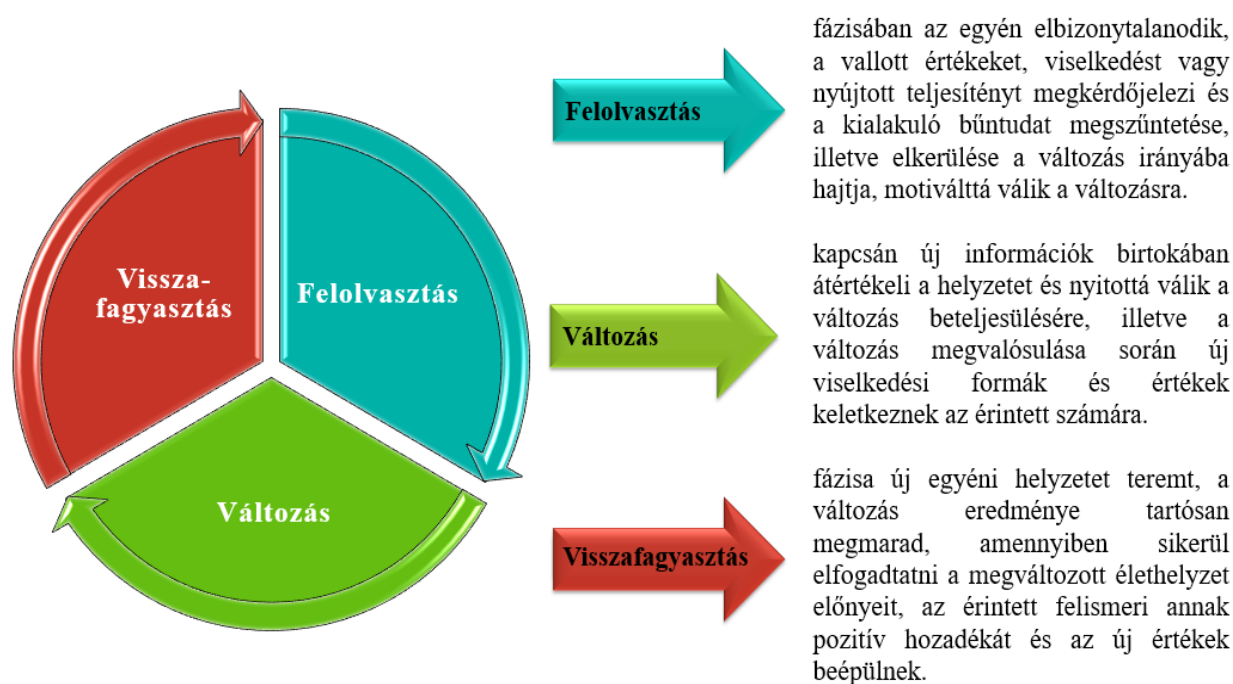 Vissza-
fagyasztás
Felolvasztás
Változás
Felolvasztás
fázisában az egyén elbizonytalanodik,
a vallott értékeket, viselkedést vagy
nyújtott teljesítényt megkérdőjelezi és
a kialakuló bűntudat megszűntetése,
illetve elkerülése a változás irányába
hajtja, motiválttá válik a változásra.
Változás
kapcsán új információk birtokában
átértékeli a helyzetet és nyitottá válik a
változás beteljesülésére, illetve a
változás megvalósulása során új
viselkedési formák és értékek
keletkeznek az érintett számára.
Visszafagyasztás
fázisa új egyéni helyzetet teremt, a
változás eredménye tartósan
megmarad, amennyiben sikerül
elfogadtatni a megváltozott élethelyzet
előnyeit, az érintett felismeri annak
pozitív hozadékát és az új értékek
beépülnek.